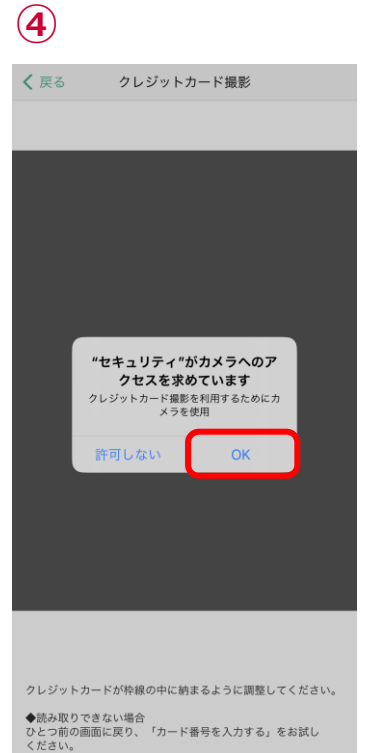 ④
戻る クレジットカード撮影
“セキュリティ”がカメラへのア
クセスを求めています
クレジットカード撮影を利用するためにカ
メラを使用
許可しない OK
クレジットカードが枠線の中に納まるように調整してください。
◆読み取りできない場合
ひとつ前の画面に戻り、「カード番号を入力する」をお試し
ください。